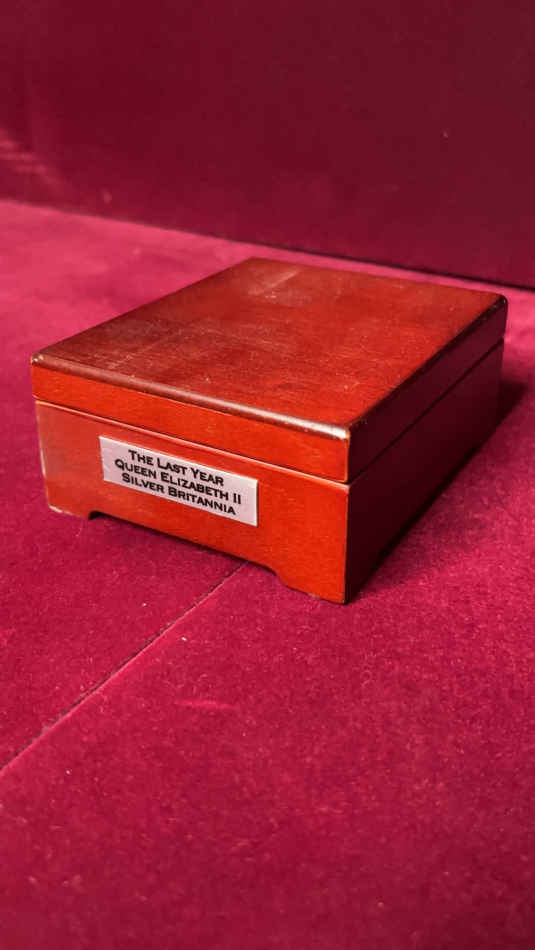 The Last Year
Queen Elizabeth II
Silver Britannia